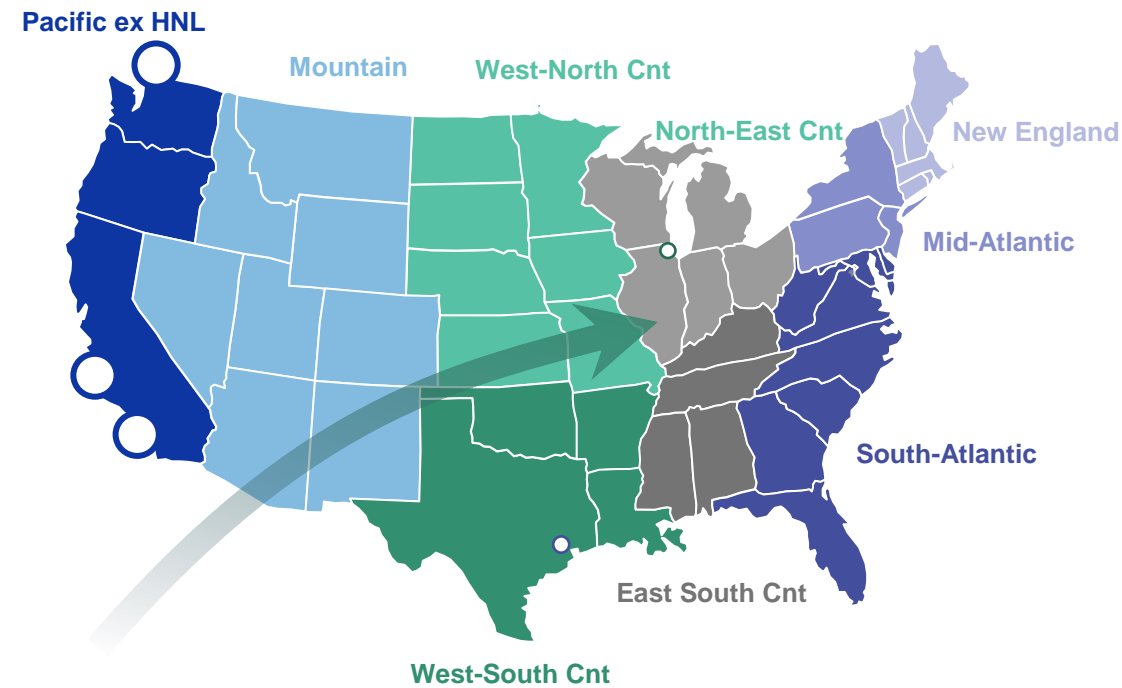 Pacific ex HNL
Mountain
West-North Cnt
North-East Cnt
New England
Mid-Atlantic
South-Atlantic
East South Cnt
West-South Cnt